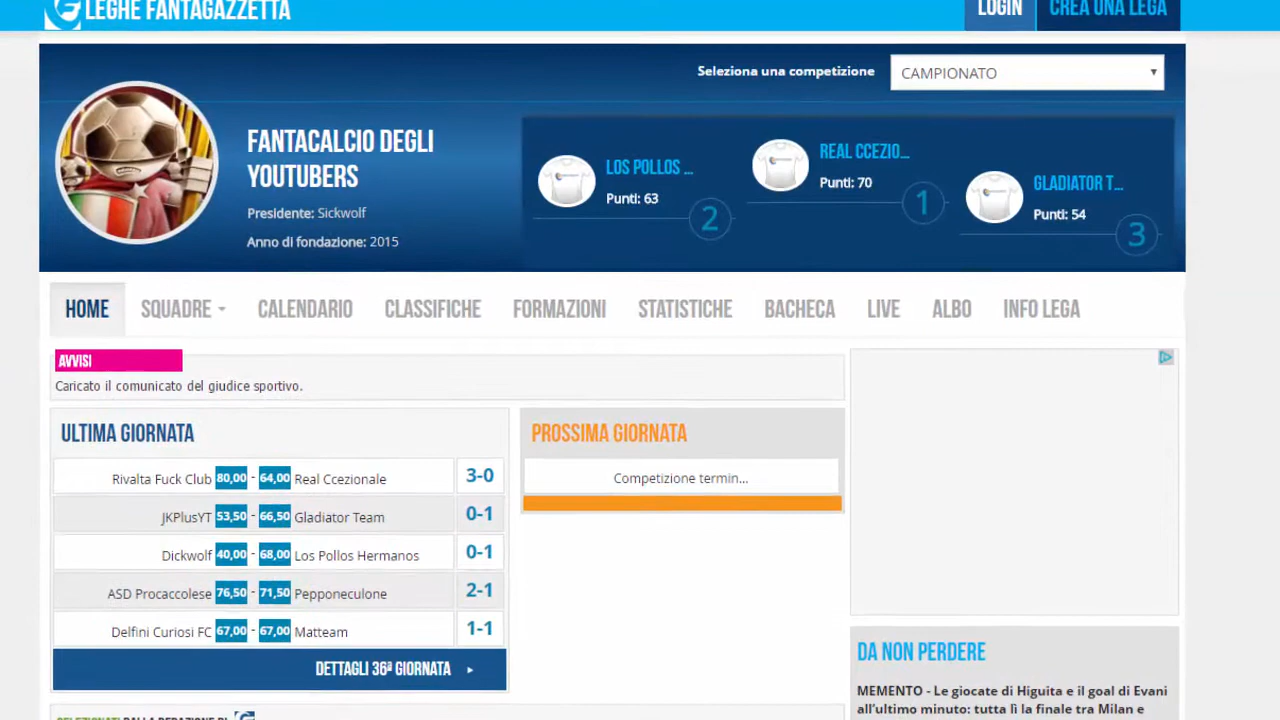 LEGHE FANTAGAZZETTA
LOGIN
CREA UNA LEGA
Seleziona una competizione
CAMPIONATO
FANTACALCIO DEGLI
YOUTUBERS
Presidente: Sickwolf
Anno di fondazione: 2015
LOS POLLOS ...
Punti: 63
2
REAL CCEZIO...
Punti: 70
1
GLADIATOR T...
Punti: 54
3
HOME SQUADRE CALENDARIO CLASSIFICHE FORMAZIONI STATISTICHE BACHECA LIVE ALBO INFO LEGA
AVVISI
Caricato il comunicato del giudice sportivo.
ULTIMA GIORNATA
Rivalta Fuck Club 80,00 - 64,00 Real Ccezionale 3-0
JKPlusYT 53,50 - 66,50 Gladiator Team 0-1
Dickwolf 40,00 - 68,00 Los Pollos Hermanos 0-1
ASD Procaccolese 76,50 - 71,50 Pepponeculone 2-1
Delfini Curiosi FC 67,00 - 67,00 Matteam 1-1
DETTAGLI 36ª GIORNATA
PROSSIMA GIORNATA
Competizione termin...
DA NON PERDERE
MEMENTO - Le giocate di Higuita e il goal di Evani
all'ultimo minuto: tutta lì la finale tra Milan e
SELEZIONATI DALLA REDAZIONE DI